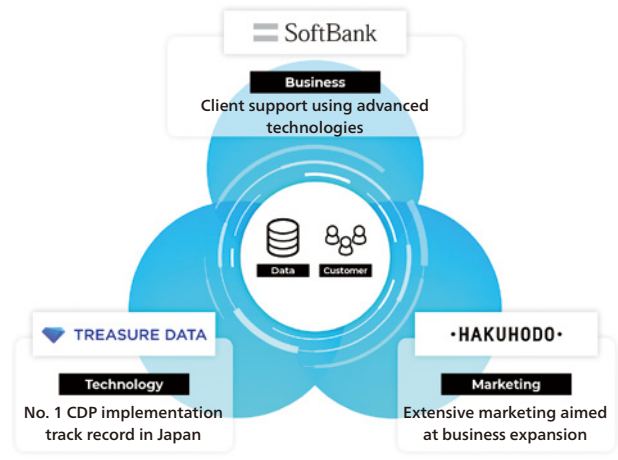 SoftBank
Business
Client support using advanced
technologies
Data
Customer
TREASURE DATA
Technology
No. 1 CDP implementation
track record in Japan
·HAKUHODO·
Marketing
Extensive marketing aimed
at business expansion